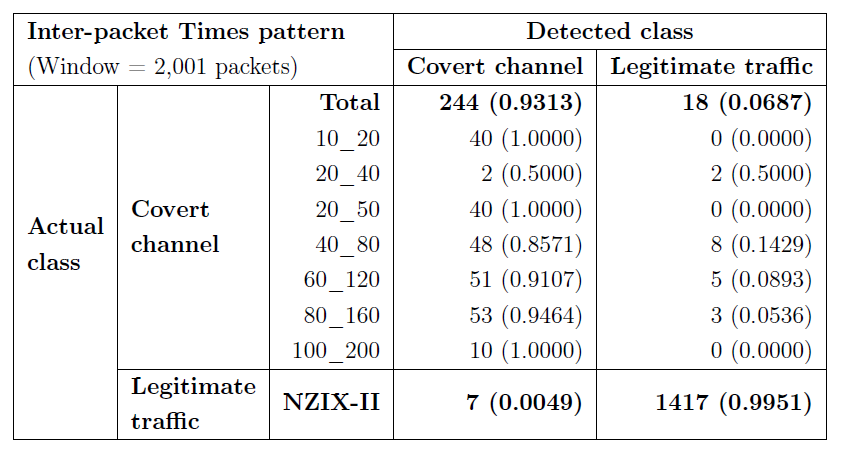 Inter-packet Times pattern Detected class
(Window = 2,001 packets) Covert channel Legitimate traffic
Total 244 (0.9313) 18 (0.0687)
10_20 40 (1.0000) 0 (0.0000)
20_40 2 (0.5000) 2 (0.5000)
Covert 20_50 40 (1.0000) 0 (0.0000)
Actual
channel 40_80 48 (0.8571) 8 (0.1429)
class
60_120 51 (0.9107) 5 (0.0893)
80_160 53 (0.9464) 3 (0.0536)
100_200 10 (1.0000) 0 (0.0000)
Legitimate
traffic NZIX-II 7 (0.0049) 1417 (0.9951)